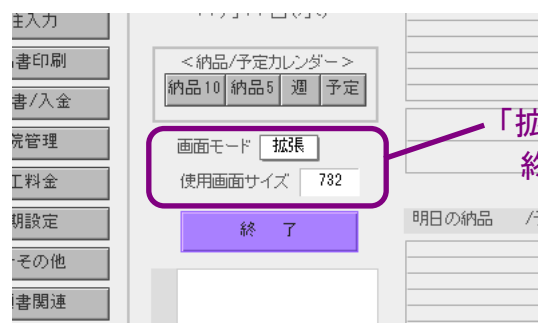 主入力
書印刷
書/入金
院管理
工料金
期設定
その他
書関連
<納品/予定カレンダー>
納品10 納品5 週 予定
画面モード 拡張
使用画面サイズ 732
終 了
「拡
終
明日の納品